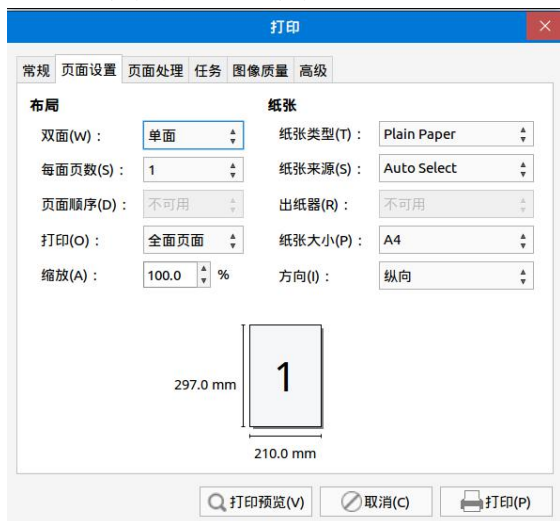 打印
常规 页面设置 页面处理 任务 图像质量 高级
布局 纸张
双面(W)： 单面 纸张类型(T)： Plain Paper
每面页数(S)： 1 纸张来源(S)： Auto Select
页面顺序(D)： 不可用 出纸器(R)： 不可用
打印(O)： 全面页面 纸张大小(P)： A4
缩放(A)： 100.0 % 方向(I)： 纵向
1
297.0 mm
210.0 mm
打印预览(V) 取消(C) 打印(P)